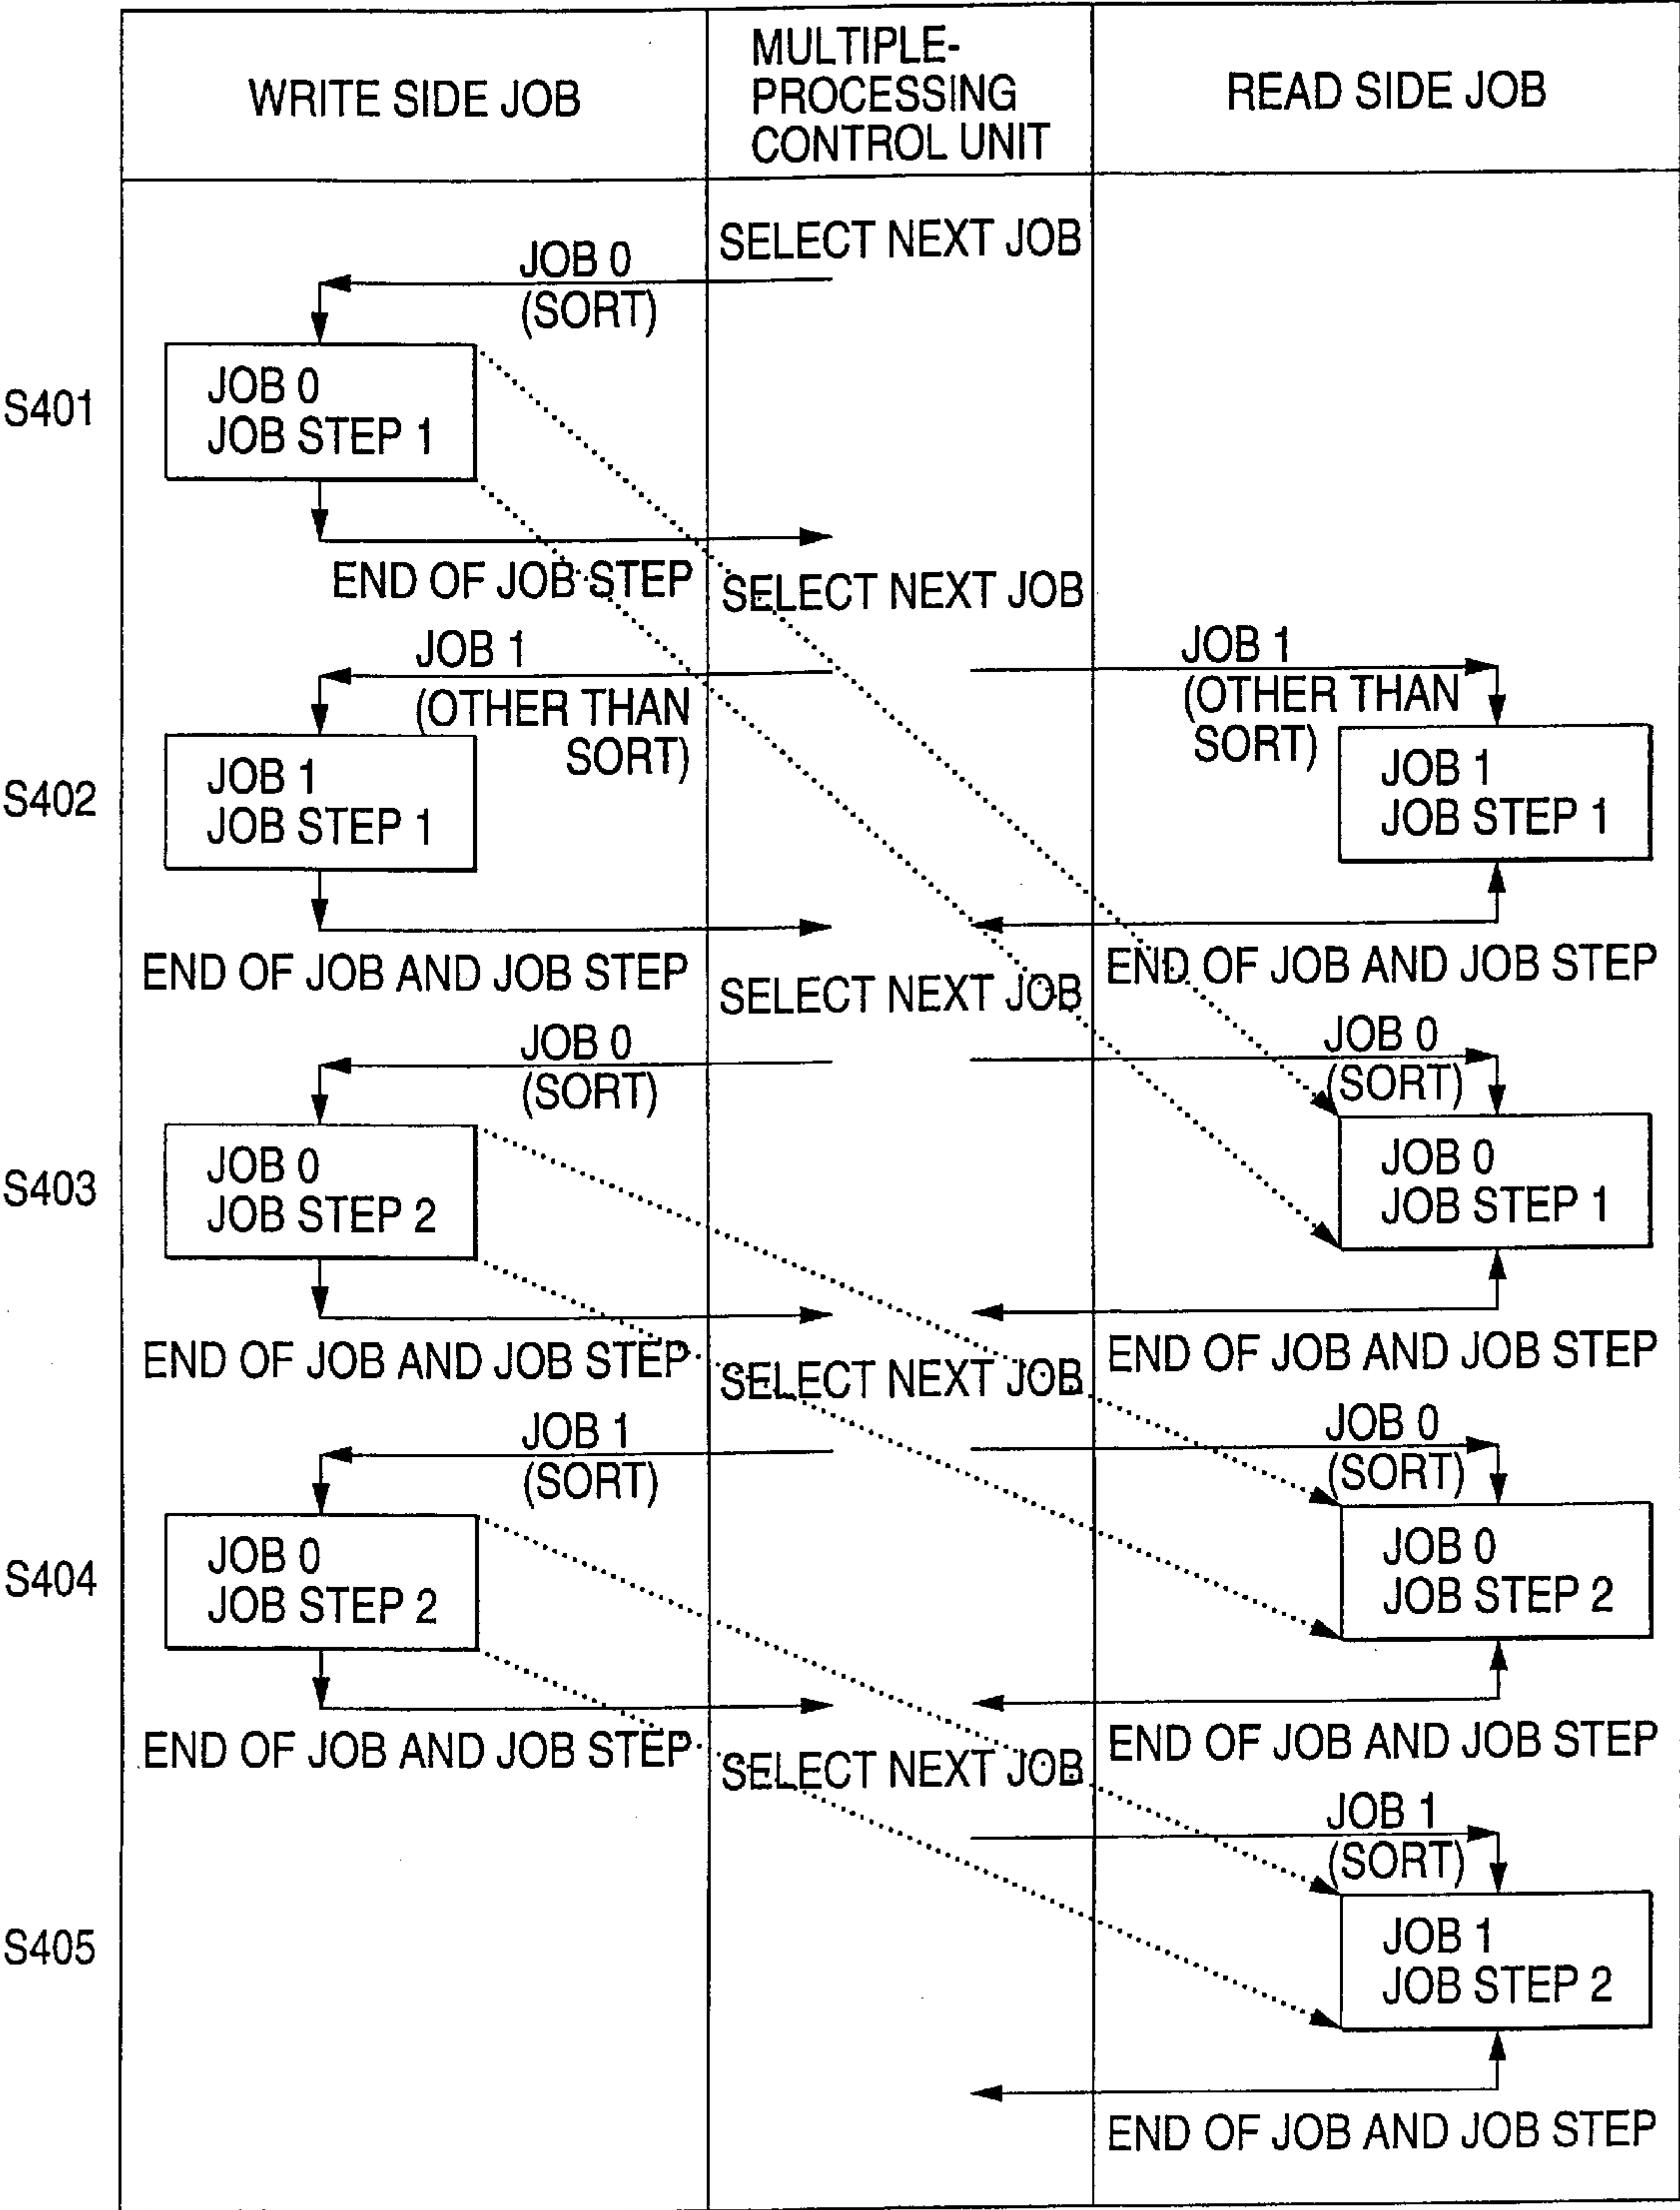 WRITE SIDE JOB
MULTIPLE-
PROCESSING
CONTROL UNIT
READ SIDE JOB
SELECT NEXT JOB
JOB 0
(SORT)
S401
JOB 0
JOB STEP 1
END OF JOB STEP
SELECT NEXT JOB
JOB 1
(OTHER THAN
SORT)
JOB 1
(OTHER THAN
SORT)
S402
JOB 1
JOB STEP 1
JOB 1
JOB STEP 1
END OF JOB AND JOB STEP
SELECT NEXT JOB
END OF JOB AND JOB STEP
JOB 0
(SORT)
JOB 0
(SORT)
S403
JOB 0
JOB STEP 2
JOB 0
JOB STEP 1
END OF JOB AND JOB STEP
SELECT NEXT JOB
END OF JOB AND JOB STEP
JOB 1
(SORT)
JOB 0
(SORT)
S404
JOB 0
JOB STEP 2
JOB 0
JOB STEP 2
END OF JOB AND JOB STEP
SELECT NEXT JOB
END OF JOB AND JOB STEP
JOB 1
(SORT)
S405
JOB 1
JOB STEP 2
END OF JOB AND JOB STEP